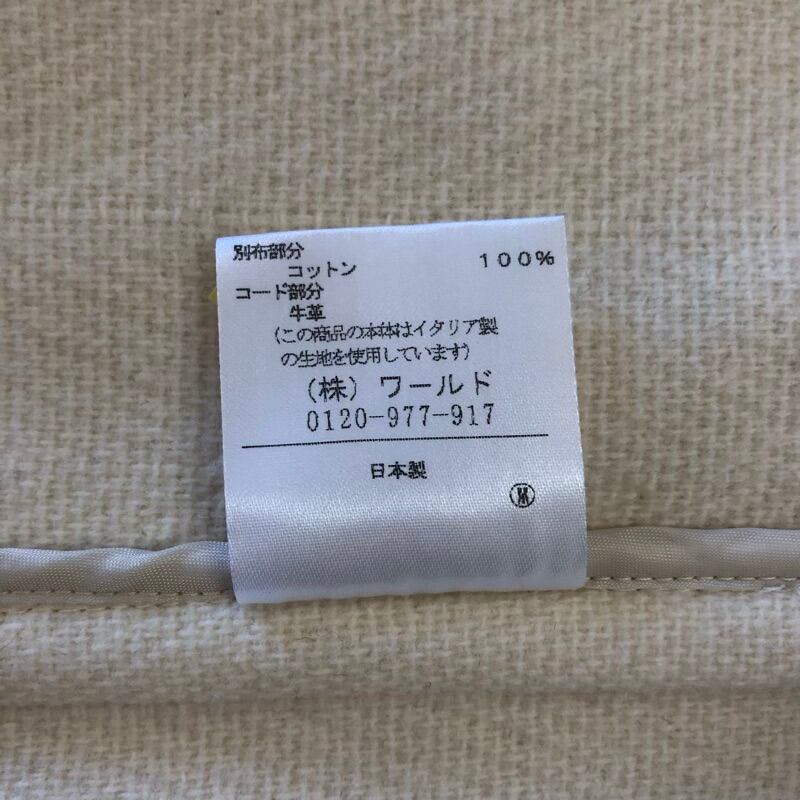 別布部分
コットン 100%
コード部分
牛革
(この商品の本体はイタリア製
の生地を使用しています)
(株) ワールド
0120-977-917
日本製